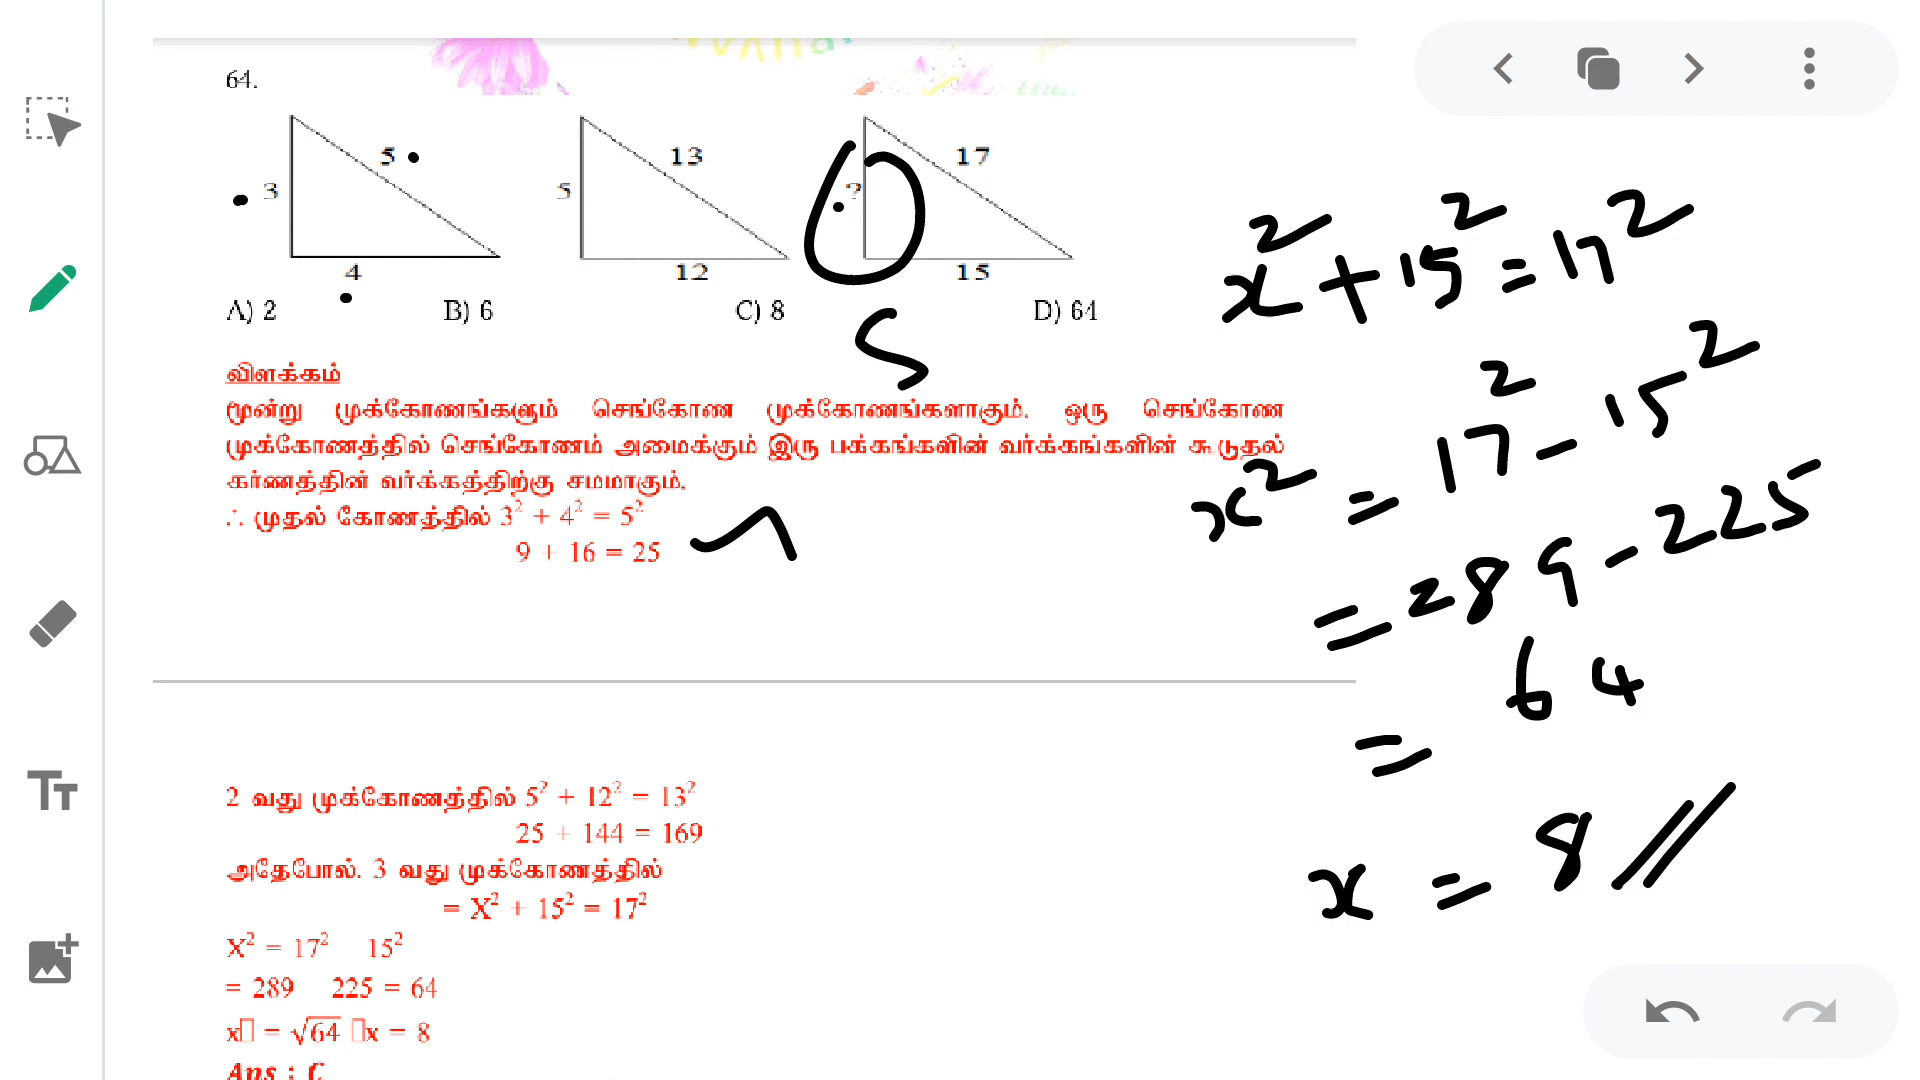 64.
5
3
4
13
5
12
17
?
15
A) 2 B) 6 C) 8 D) 64
விளக்கம்
மூன்று முக்கோணங்களும் செங்கோண முக்கோணங்களாகும். ஒரு செங்கோண
முக்கோணத்தில் செங்கோணம் அமைக்கும் இரு பக்கங்களின் வர்க்கங்களின் கூடுதல்
கர்ணத்தின் வர்க்கத்திற்கு சமமாகும்.
∴ முதல் கோணத்தில் 3² + 4² = 5²
9 + 16 = 25
2 வது முக்கோணத்தில் 5² + 12² = 13²
25 + 144 = 169
அதேபோல். 3 வது முக்கோணத்தில்
= X² + 15² = 17²
X² = 17² 15²
= 289 225 = 64
x▯ = √64 ▯x = 8
Ans : C
x² + 15² = 17²
x² = 17² - 15²
= 289 - 225
= 64
x = 8
Tт